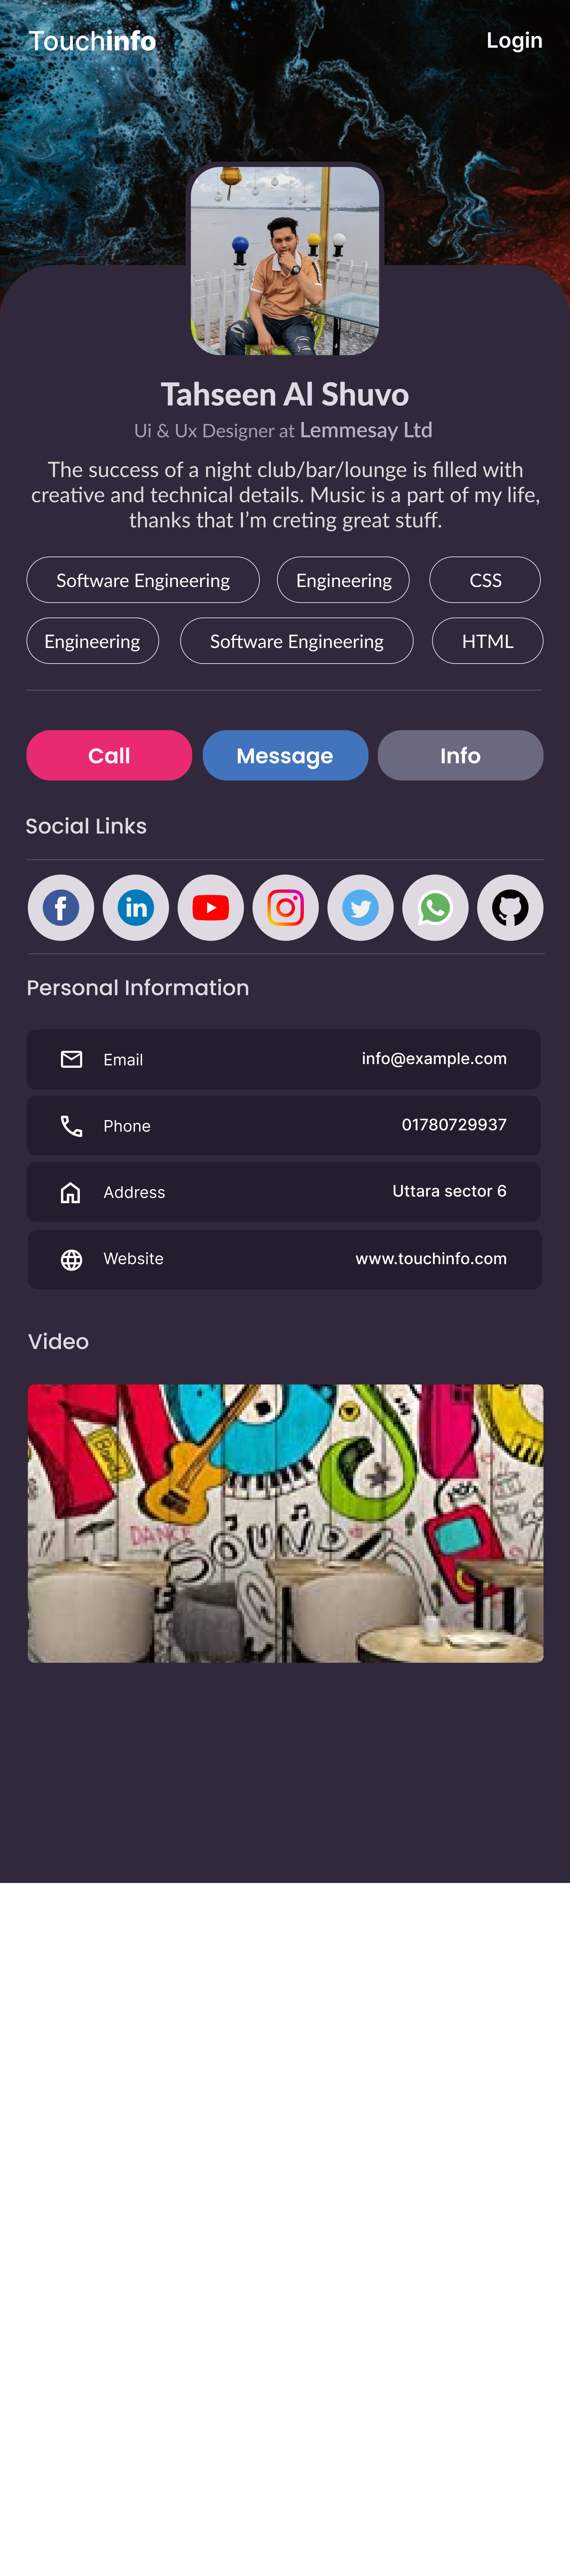 Touchinfo
Login
Tahseen Al Shuvo
Ui & Ux Designer at Lemmesay Ltd
The success of a night club/bar/lounge is filled with
creative and technical details. Music is a part of my life,
thanks that I'm creting great stuff.
Software Engineering
Engineering
CSS
Engineering
Software Engineering
HTML
Call
Message
Info
Social Links
Personal Information
Email
info@example.com
Phone
01780729937
Address
Uttara sector 6
Website
www.touchinfo.com
Video
MUSIC
Band
DANCE
SOUND